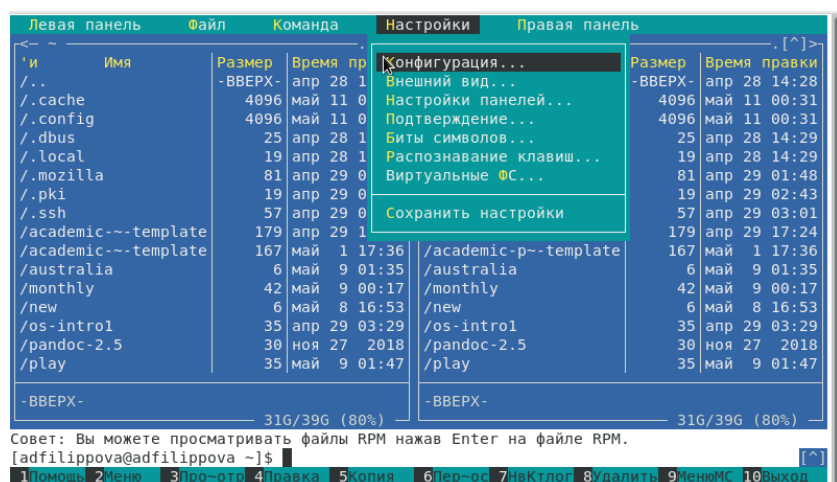 Левая панель Файл Команда Настройки Правая панель
<— ~ .[^]>
'и Имя Размер Время пр Конфигурация... Размер Время правки
/.. -ВВЕРХ- апр 28 1 Внешний вид... -ВВЕРХ- апр 28 14:28
/.cache 4096 май 11 0 Настройки панелей... 4096 май 11 00:31
/.config 4096 май 11 0 Подтверждение... 4096 май 11 00:31
/.dbus 25 апр 28 1 Биты символов... 25 апр 28 14:29
/.local 19 апр 28 1 Распознавание клавиш... 19 апр 28 14:29
/.mozilla 81 апр 29 0 Виртуальные ФС... 81 апр 29 01:48
/.pki 19 апр 29 0 19 апр 29 02:43
/.ssh 57 апр 29 0 Сохранить настройки 57 апр 29 03:01
/academic-~-template 179 апр 29 1 179 апр 29 17:24
/academic-~-template 167 май 1 17:36 /academic-p~-template 167 май 1 17:36
/australia 6 май 9 01:35 /australia 6 май 9 01:35
/monthly 42 май 9 00:17 /monthly 42 май 9 00:17
/new 6 май 8 16:53 /new 6 май 8 16:53
/os-intro1 35 апр 29 03:29 /os-intro1 35 апр 29 03:29
/pandoc-2.5 30 ноя 27 2018 /pandoc-2.5 30 ноя 27 2018
/play 35 май 9 01:47 /play 35 май 9 01:47
-ВВЕРХ- -ВВЕРХ-
31G/39G (80%) 31G/39G (80%)
Совет: Вы можете просматривать файлы RPM нажав Enter на файле RPM.
[adfilippova@adfilippova ~]$ [^]
1Помощь 2Меню 3Про~отр 4Правка 5Копия 6Пер~ос 7НвКтлог 8Удалить 9МенюМС 10Выход